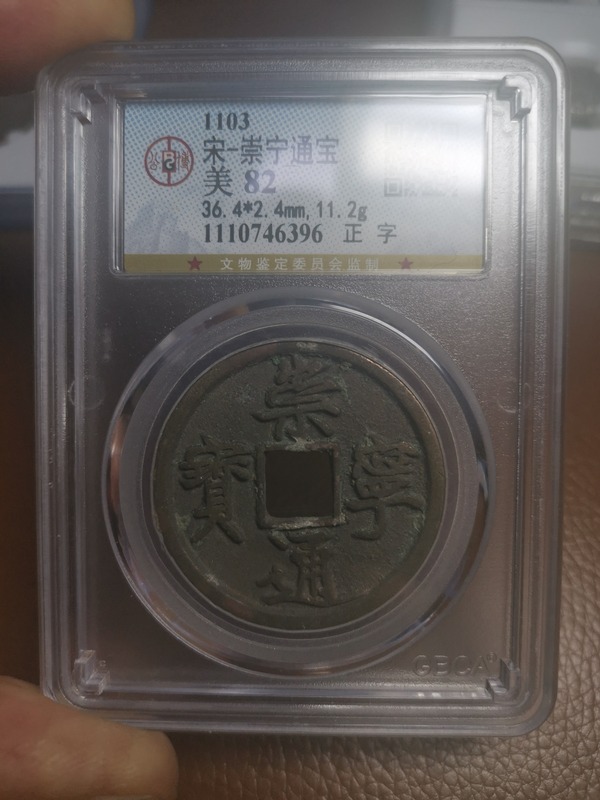 1103
宋-崇宁通宝
美 82
36.4*2.4mm, 11.2g
1110746396 正 字
★ 文物鉴定委员会监制 ★
崇
寧
通
寳
GBCA